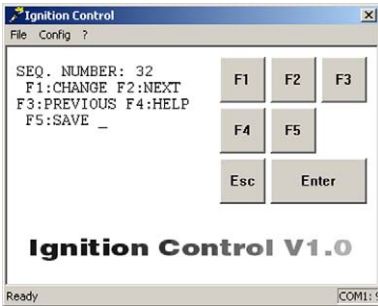 Ignition Control
File Config ?
SEQ. NUMBER: 32
F1:CHANGE F2:NEXT
F3:PREVIOUS F4:HELP
F5:SAVE _
F1 F2 F3
F4 F5
Esc Enter
Ignition Control V1.0
Ready COM1: